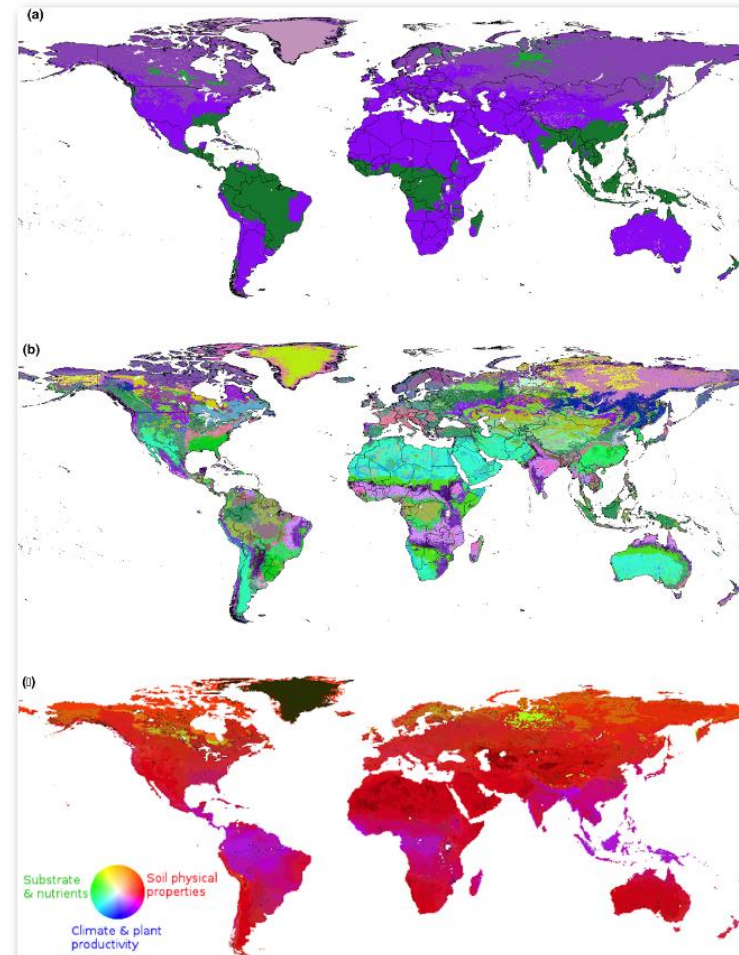 (a)
(b)
(▯)
Substrate
& nutrients
Soil physical
properties
Climate & plant
productivity